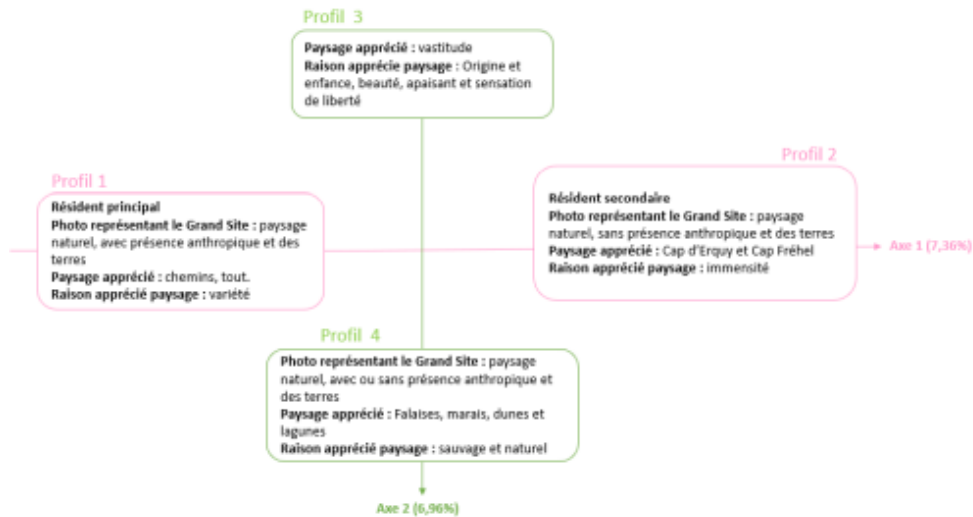 Profil 3
Paysage apprécié : vastitude
Raison apprécie paysage : Origine et
enfance, beauté, apaisant et sensation
de liberté
Profil 2
Profil 1
Résident principal
Photo représentant le Grand Site : paysage
naturel, avec présence anthropique et des
terres
Paysage apprécié : chemins, tout.
Raison apprécié paysage : variété
Résident secondaire
Photo représentant le Grand Site : paysage
naturel, sans présence anthropique et des terres
Paysage apprécié : Cap d'Erquy et Cap Fréhel
Raison apprécié paysage : immensité
Axe 1 (7,36%)
Profil 4
Photo représentant le Grand Site : paysage
naturel, avec ou sans présence anthropique et
des terres
Paysage apprécié : Falaises, marais, dunes et
lagunes
Raison apprécié paysage : sauvage et naturel
Axe 2 (6,96%)